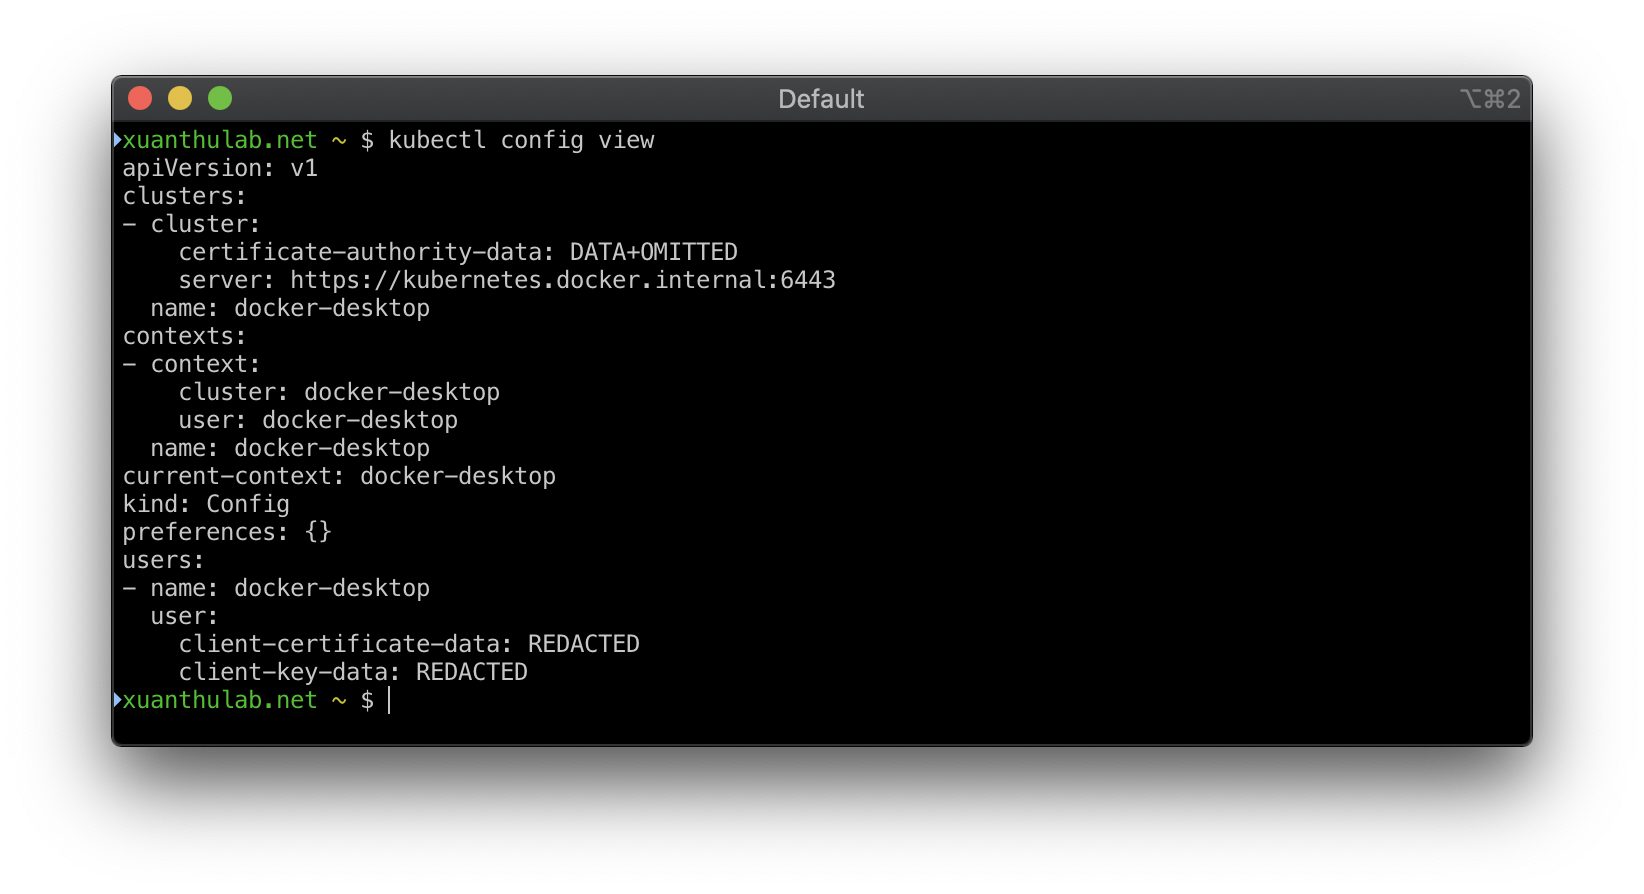 Default
⌥⌘2
xuanthulab.net ~ $ kubectl config view
apiVersion: v1
clusters:
- cluster:
    certificate-authority-data: DATA+OMITTED
    server: https://kubernetes.docker.internal:6443
  name: docker-desktop
contexts:
- context:
    cluster: docker-desktop
    user: docker-desktop
  name: docker-desktop
current-context: docker-desktop
kind: Config
preferences: {}
users:
- name: docker-desktop
  user:
    client-certificate-data: REDACTED
    client-key-data: REDACTED
xuanthulab.net ~ $